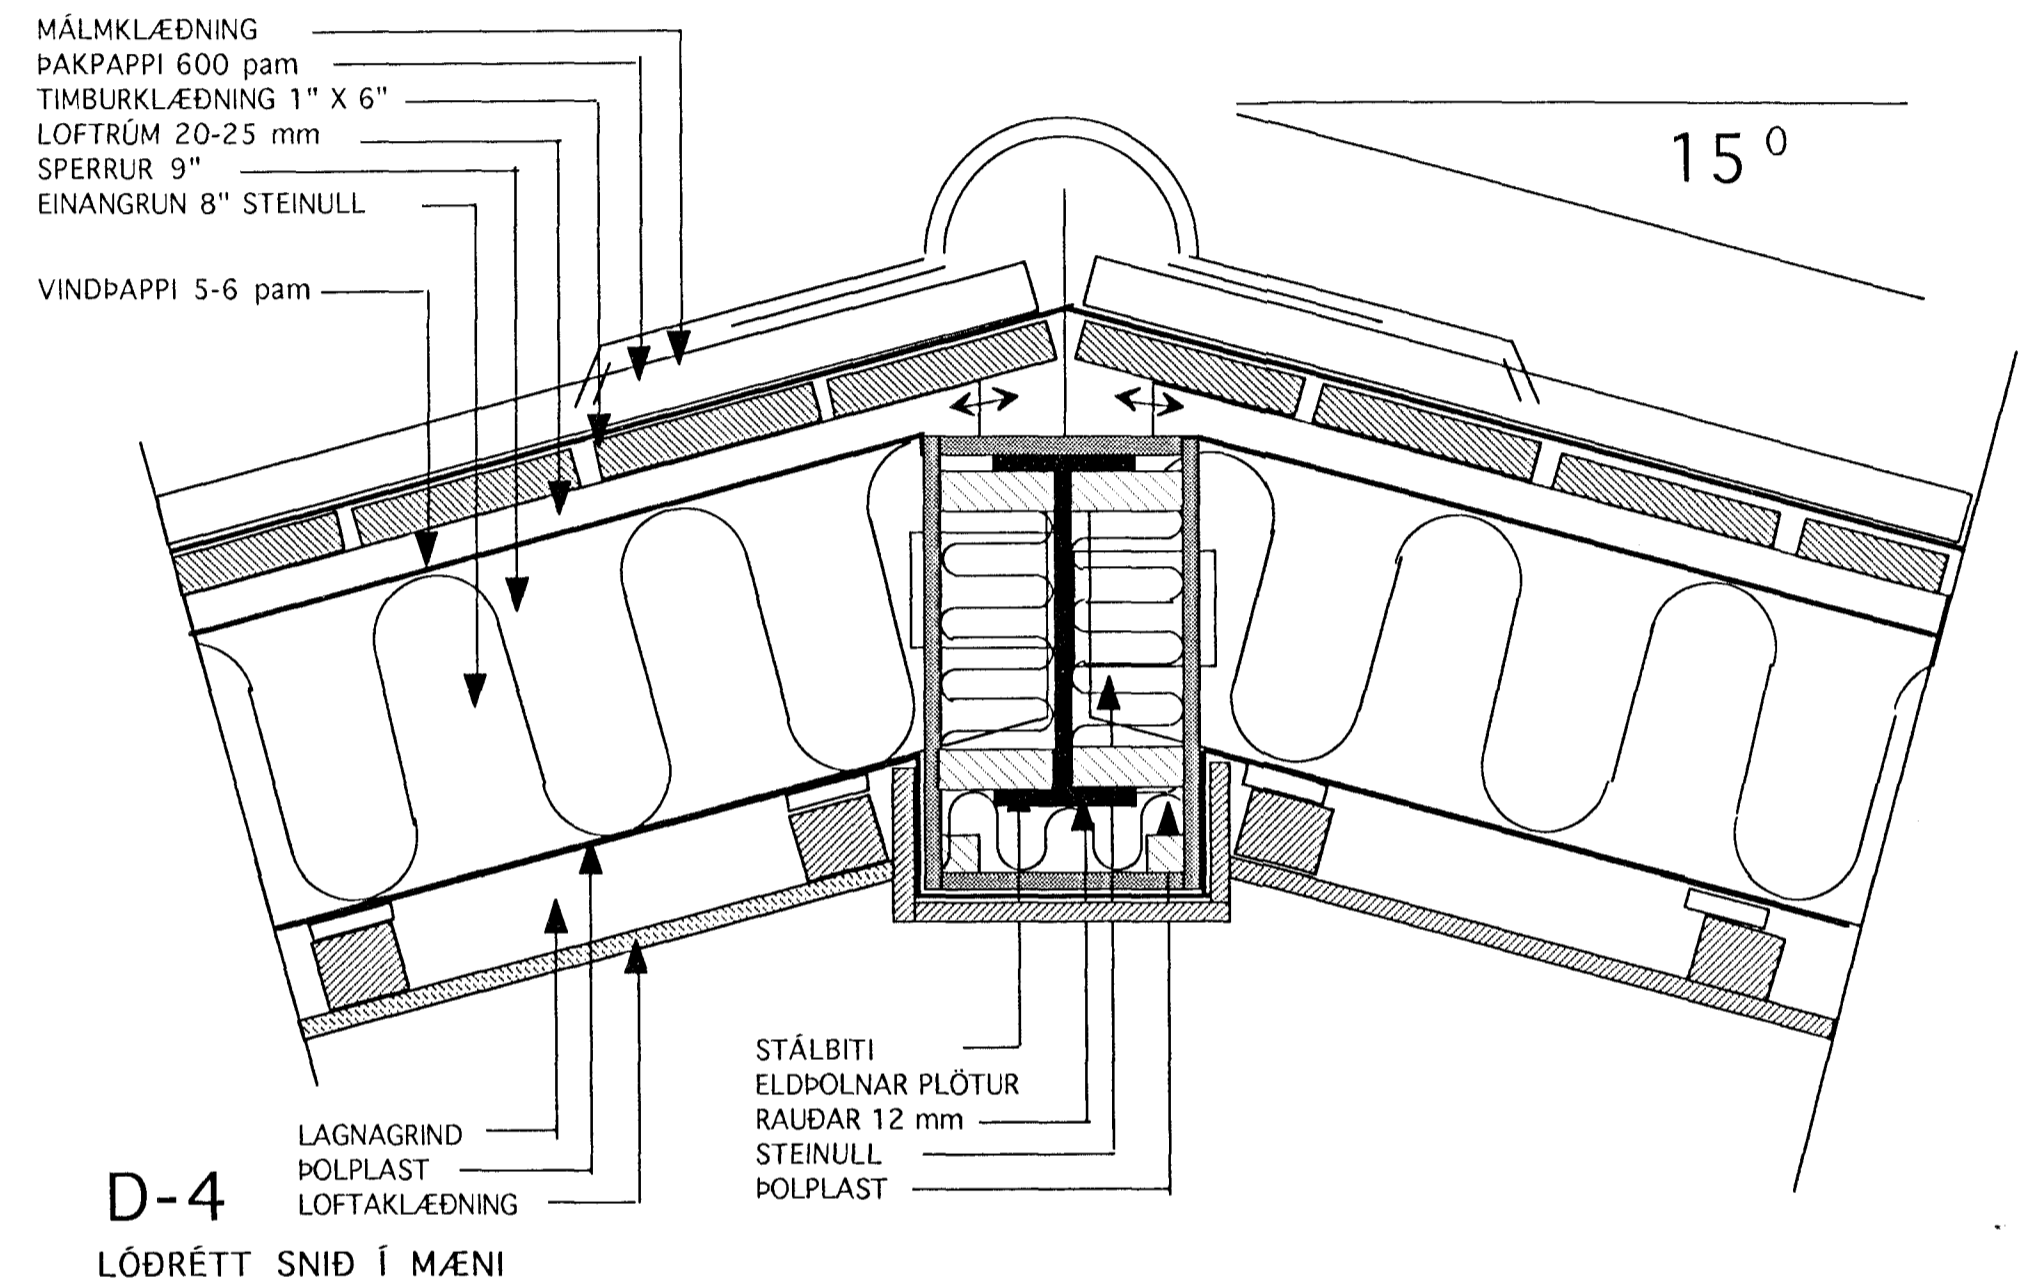 MÁLMKLÆÐNING
ÞAKPAPPI 600 pam
TIMBURKLÆÐNING 1" X 6"
LOFTRÚM 20-25 mm
SPERRUR 9"
EINANGRUN 8" STEINULL
VINDÞAPPI 5-6 pam
15°
STÁLBITI
ELDÞOLNAR PLÖTUR
RAUÐAR 12 mm
STEINULL
ÞOLPLAST
LAGNAGRIND
ÞOLPLAST
LOFTAKLÆÐNING
D-4
LÓÐRÉTT SNIÐ Í MÆNI